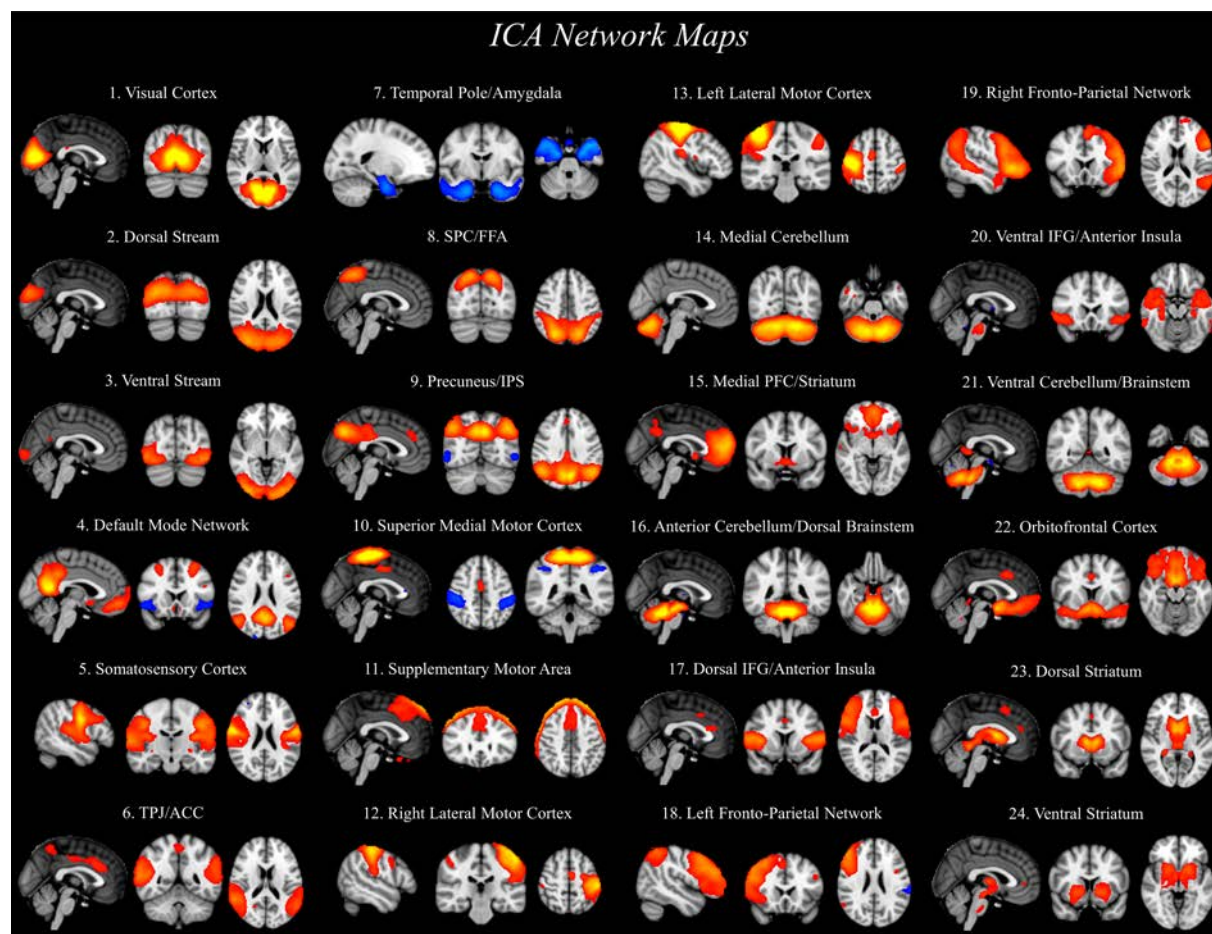 ICA Network Maps
1. Visual Cortex
7. Temporal Pole/Amygdala
13. Left Lateral Motor Cortex
19. Right Fronto-Parietal Network
2. Dorsal Stream
8. SPC/FFA
14. Medial Cerebellum
20. Ventral IFG/Anterior Insula
3. Ventral Stream
9. Precuneus/IPS
15. Medial PFC/Striatum
21. Ventral Cerebellum/Brainstem
4. Default Mode Network
10. Superior Medial Motor Cortex
16. Anterior Cerebellum/Dorsal Brainstem
22. Orbitofrontal Cortex
5. Somatosensory Cortex
11. Supplementary Motor Area
17. Dorsal IFG/Anterior Insula
23. Dorsal Striatum
6. TPJ/ACC
12. Right Lateral Motor Cortex
18. Left Fronto-Parietal Network
24. Ventral Striatum